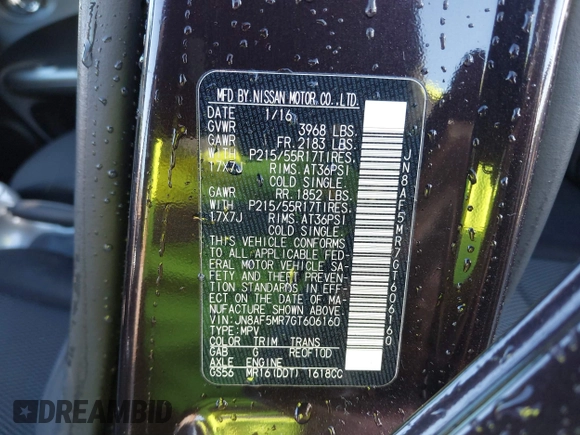 MFD BY NISSAN MOTOR CO.,LTD.
DATE 1/16
GVWR 3968 LBS.
GAWR FR. 2183 LBS.
WITH P215/55R17TIRES,
17X7J RIMS, AT36PSI
COLD SINGLE.
GAWR RR. 1852 LBS.
WITH P215/55R17TIRES,
17X7J RIMS, AT36PSI
COLD SINGLE.
THIS VEHICLE CONFORMS
TO ALL APPLICABLE FED-
ERAL MOTOR VEHICLE SA-
FETY AND THEFT PREVEN-
TION STANDARDS IN EFF-
ECT ON THE DATE OF MA-
NUFACTURE SHOWN ABOVE
VIN: JN8AF5MR7GT606160
TYPE: MPV
COLOR TRIM TRANS
GAB G RE0F10D
AXLE ENGINE
GS56 MR16(DDT) 1618CC
JN8AF5MR7GT606160
DREAMBID